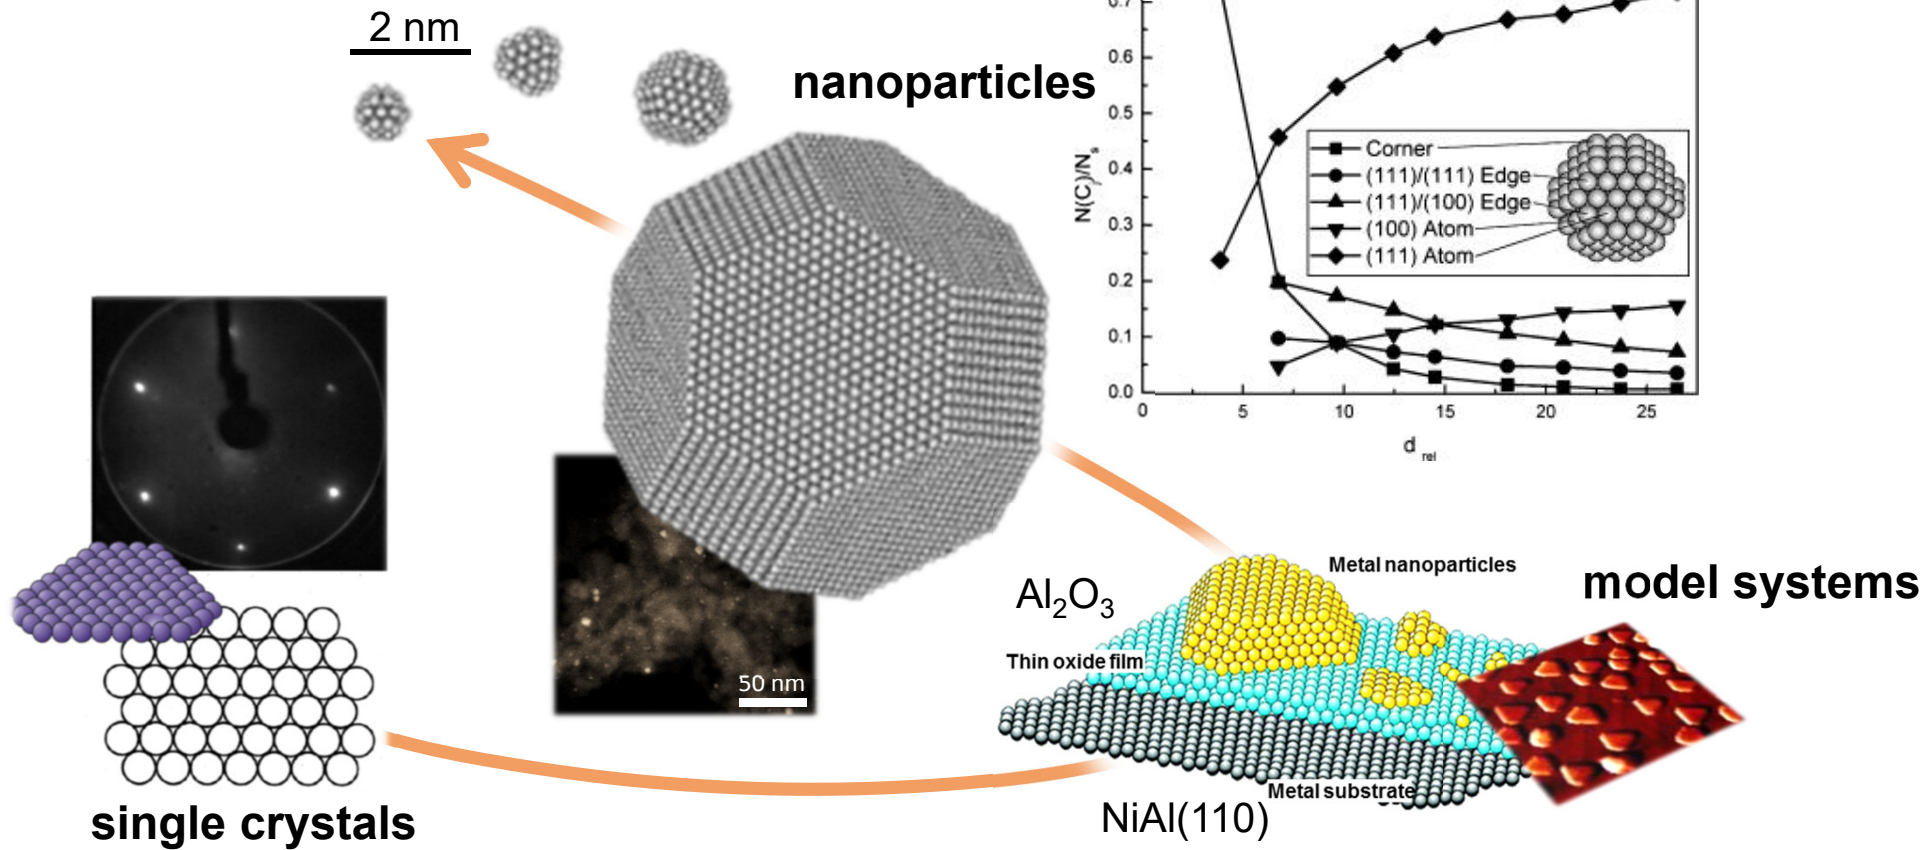 2 nm
nanoparticles
0.7
0.6
0.5
0.4
0.3
0.2
0.1
0.0
N(C)/Ns
Corner
(111)/(111) Edge
(111)/(100) Edge
(100) Atom
(111) Atom
0 5 10 15 20 25
d rel
50 nm
single crystals
Al2O3
Metal nanoparticles
model systems
Thin oxide film
Metal substrate
NiAl(110)